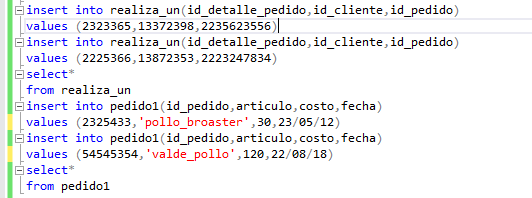 insert into realiza_un(id_detalle_pedido,id_cliente,id_pedido)
values (2323365,13372398,2235623556)
insert into realiza_un(id_detalle_pedido,id_cliente,id_pedido)
values (2225366,13872353,2223247834)
select*
from realiza_un
insert into pedido1(id_pedido,articulo,costo,fecha)
values (2325433,'pollo_broaster',30,23/05/12)
insert into pedido1(id_pedido,articulo,costo,fecha)
values (54545354,'valde_pollo',120,22/08/18)
select*
from pedido1